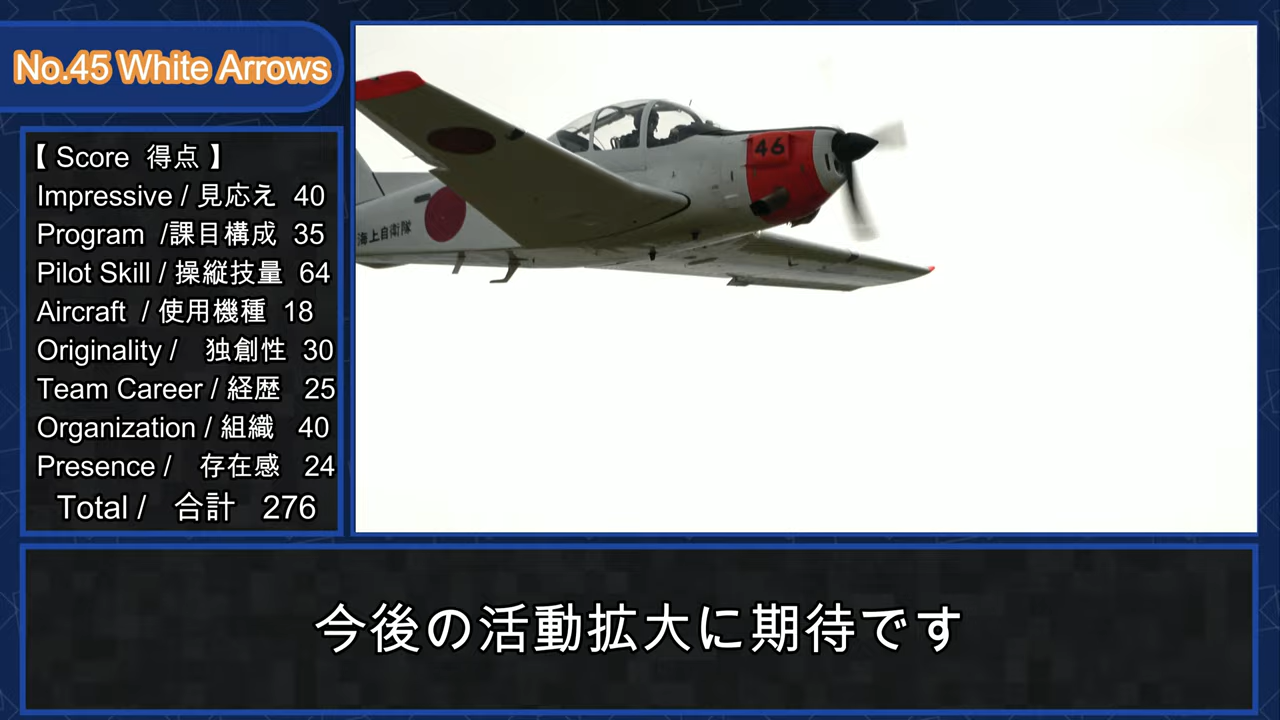 No.45 White Arrows
【 Score 得点 】
Impressive / 見応え 40
Program /課目構成 35
Pilot Skill / 操縦技量 64
Aircraft / 使用機種 18
Originality / 独創性 30
Team Career / 経歴 25
Organization / 組織 40
Presence / 存在感 24
Total / 合計 276
46
海上自衛隊
今後の活動拡大に期待です